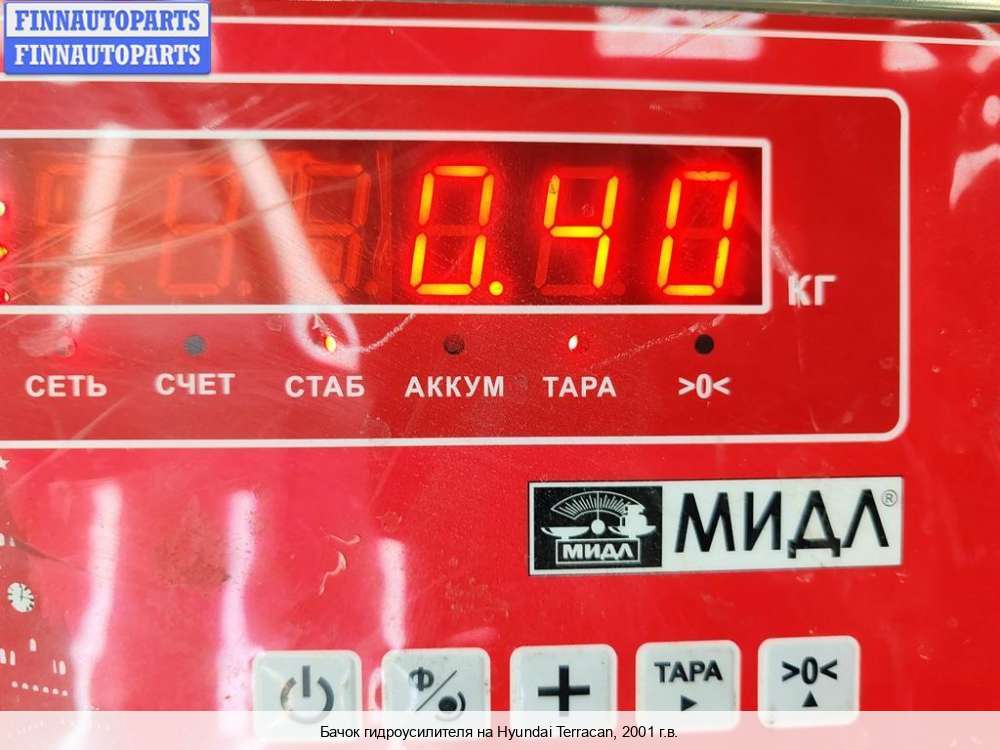 FINNAUTOPARTS
FINNAUTOPARTS
0.40
КГ
СЕТЬ СЧЕТ СТАБ АККУМ ТАРА >0<
МИДЛ МИДЛ®
Ф ТАРА >0<
Бачок гидроусилителя на Hyundai Terracan, 2001 г.в.